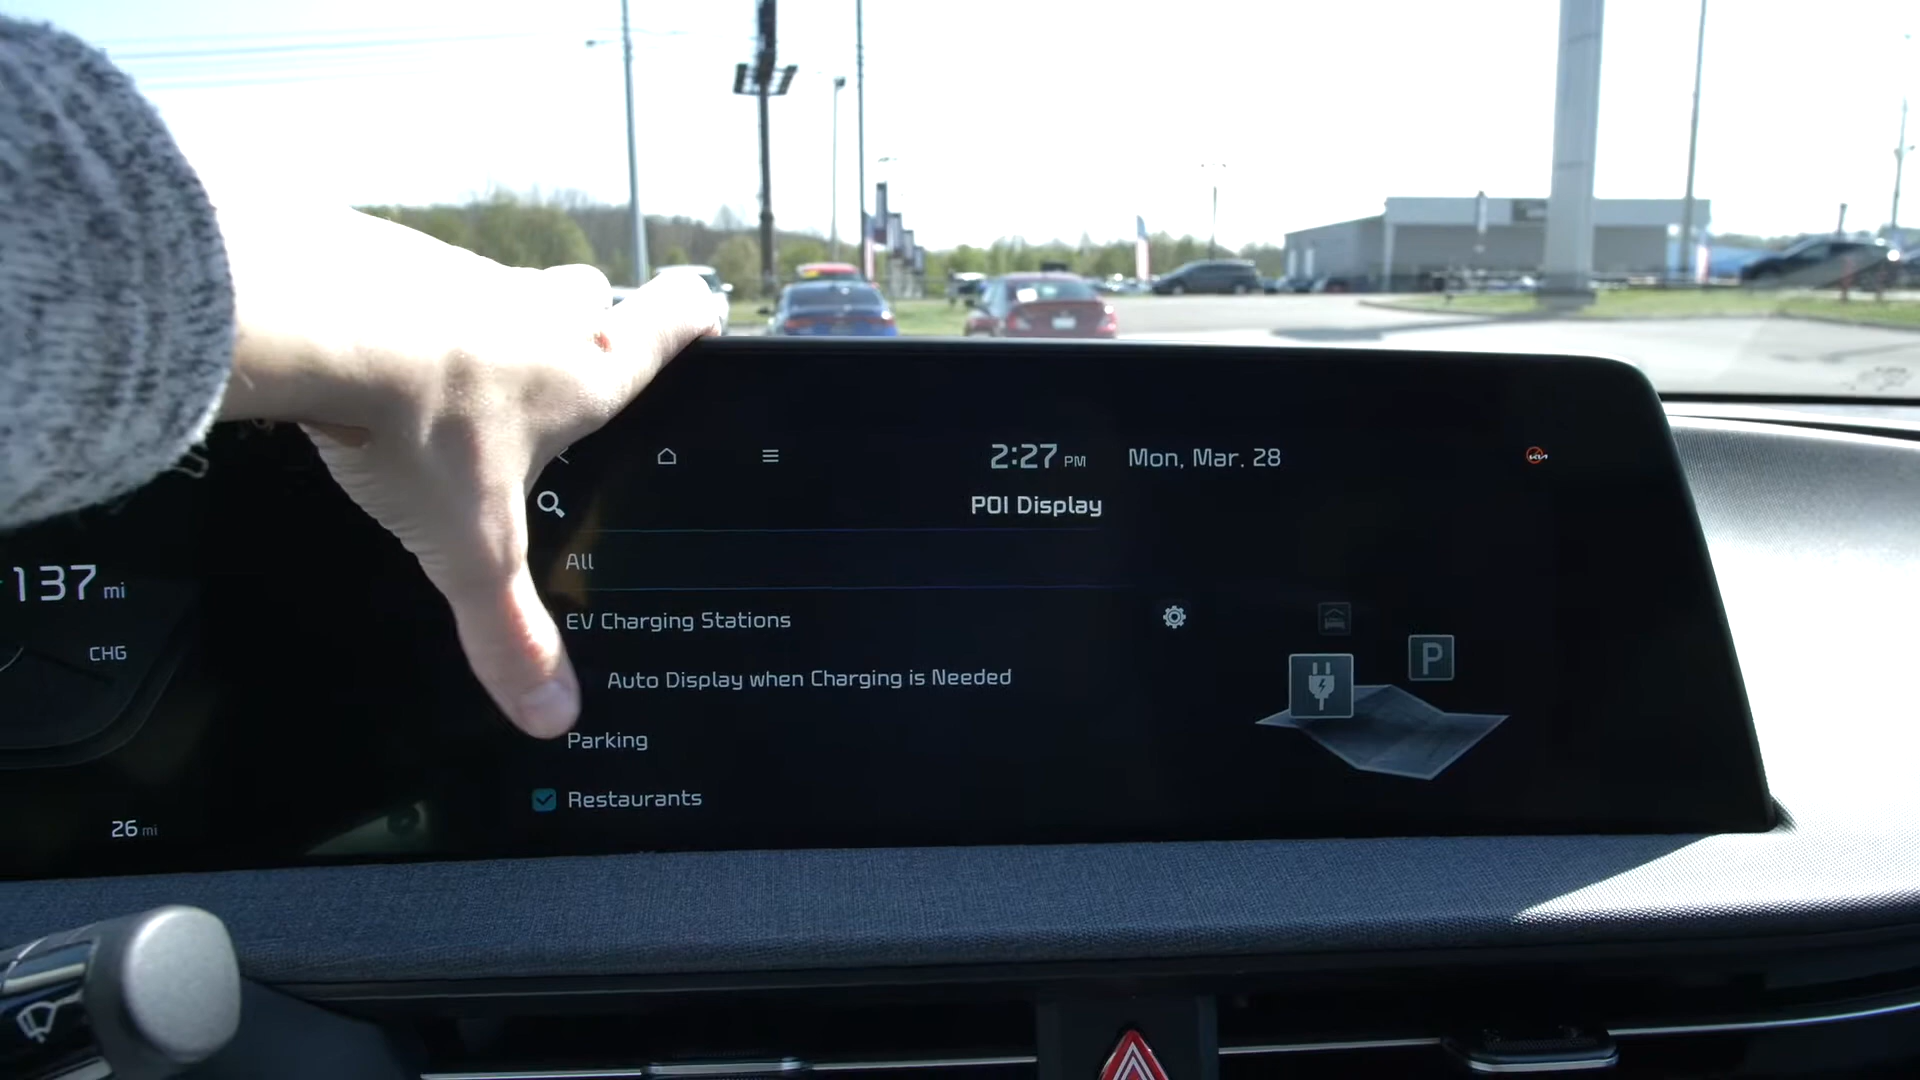 2:27 PM Mon, Mar. 28
KIA
POI Display
All
EV Charging Stations
Auto Display when Charging is Needed
P
Parking
Restaurants
137 mi
CHG
26 mi